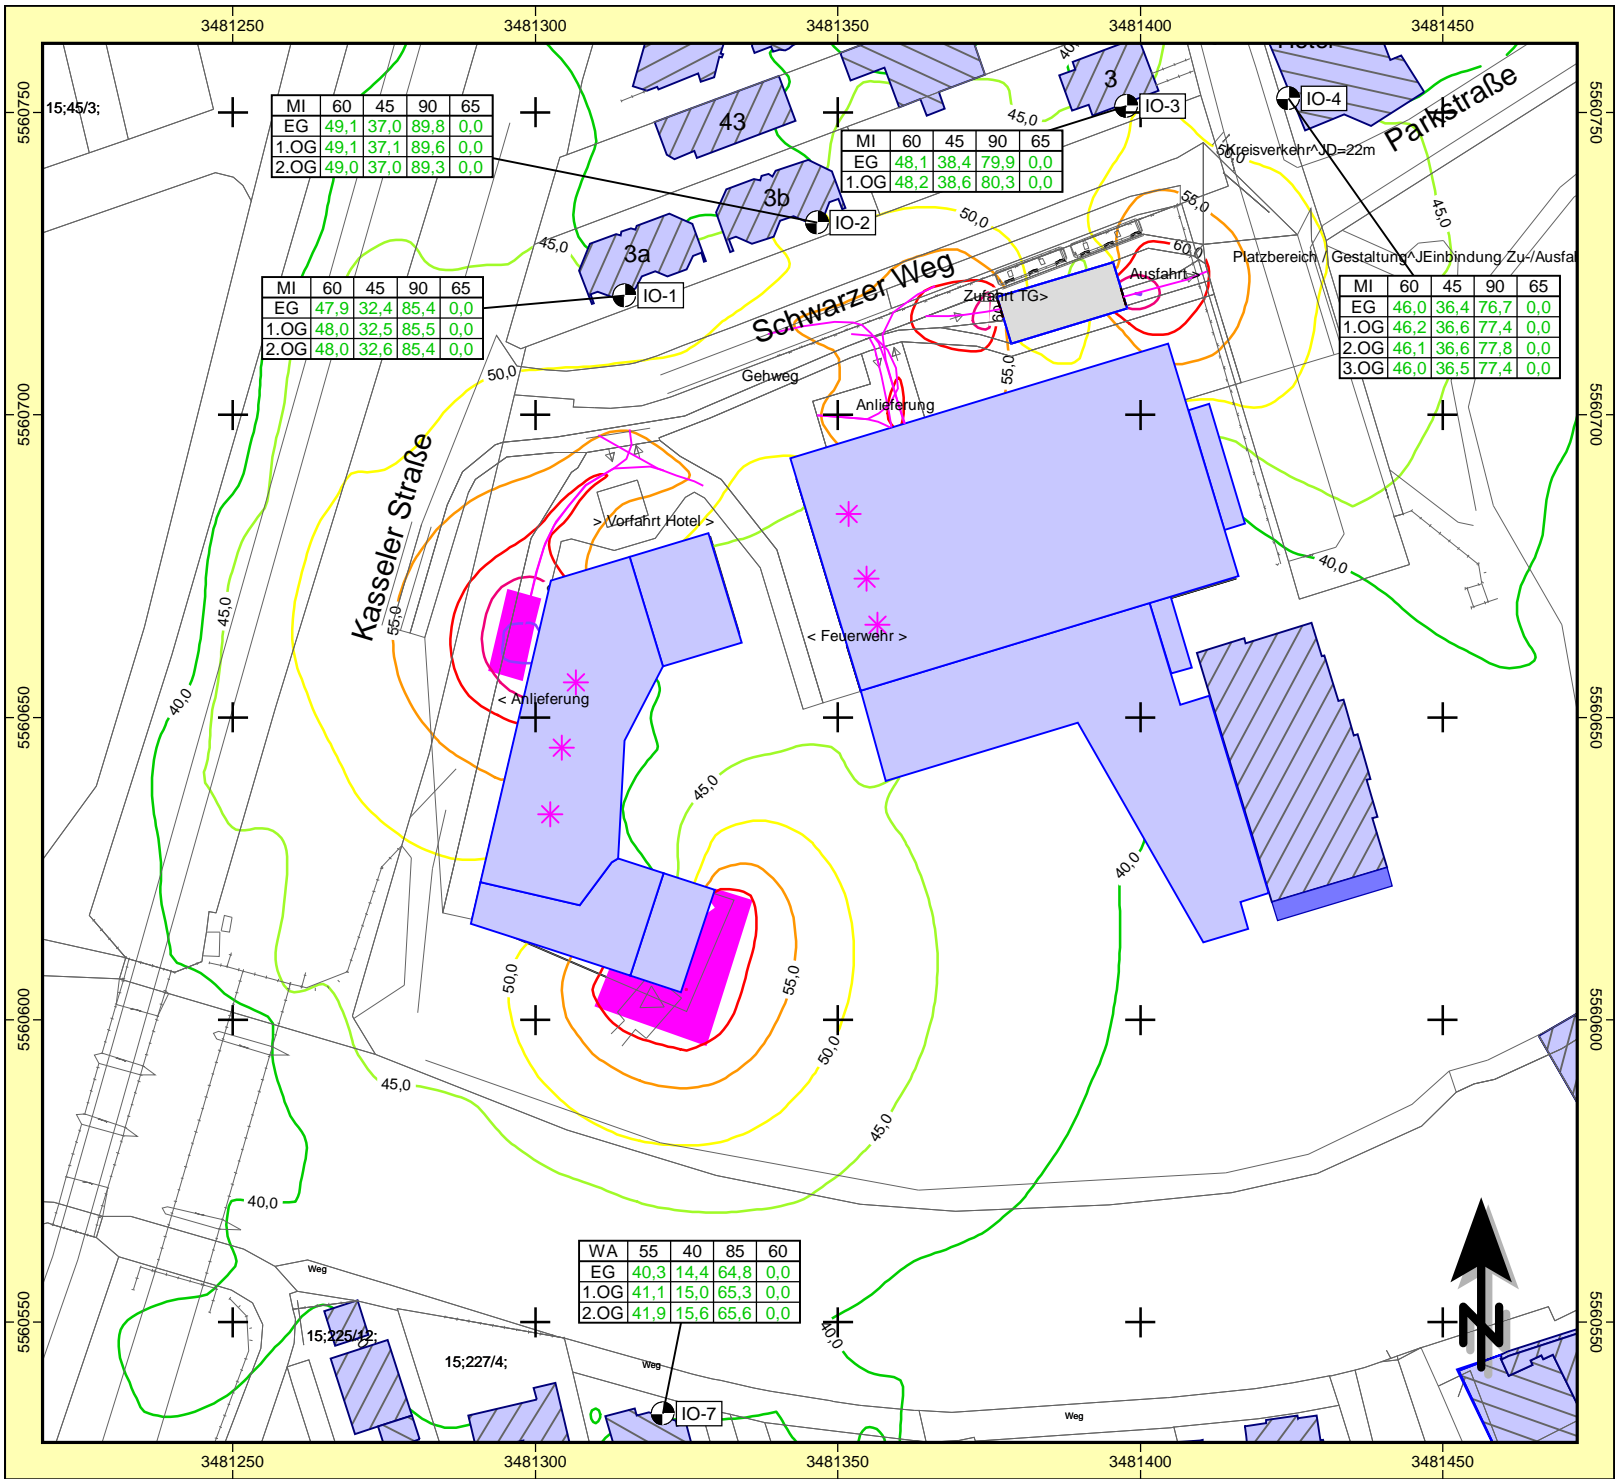 3481250 3481300 3481350 3481400 3481450
5560750
5560750
15;45/3;
MI 60 45 90 65
EG 49,1 37,0 89,8 0,0
1.OG 49,1 37,1 89,6 0,0
2.OG 49,0 37,0 89,3 0,0
43
3
IO-3
IO-4
Parkstraße
40,0
45,0
50,0
Kreisverkehr^JD=22m
MI 60 45 90 65
EG 48,1 38,4 79,9 0,0
1.OG 48,2 38,6 80,3 0,0
3b
IO-2
50,0
55,0
45,0
45,0
3a
IO-1
60,0
Platzbereich / Gestaltung^JEinbindung Zu-/Ausfal
MI 60 45 90 65
EG 47,9 32,4 85,4 0,0
1.OG 48,0 32,5 85,5 0,0
2.OG 48,0 32,6 85,4 0,0
Schwarzer Weg
Ausfahrt >
Zufahrt TG>
MI 60 45 90 65
EG 46,0 36,4 76,7 0,0
1.OG 46,2 36,6 77,4 0,0
2.OG 46,1 36,6 77,8 0,0
3.OG 46,0 36,5 77,4 0,0
50,0
Gehweg
55,0
Anlieferung
5560700
5560700
Kasseler Straße
> Vorfahrt Hotel >
40,0
45,0
55,0
< Feuerwehr >
40,0
< Anlieferung
5560650
5560650
45,0
40,0
50,0
55,0
5560600
5560600
50,0
45,0
45,0
40,0
WA 55 40 85 60
EG 40,3 14,4 64,8 0,0
1.OG 41,1 15,0 65,3 0,0
2.OG 41,9 15,6 65,6 0,0
Weg
5560550
5560550
15;225/12;
15;227/4;
Weg
40,0
N
IO-7
Weg
3481250 3481300 3481350 3481400 3481450